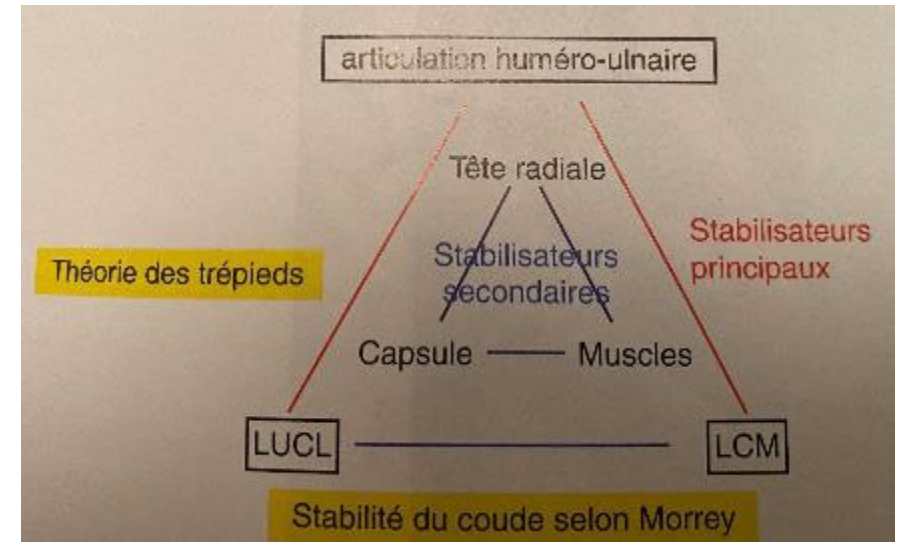 articulation huméro-ulnaire
Tête radiale
Stabilisateurs
principaux
Stabilisateurs
secondaires
Théorie des trépieds
Capsule
Muscles
LUCL
LCM
Stabilité du coude selon Morrey